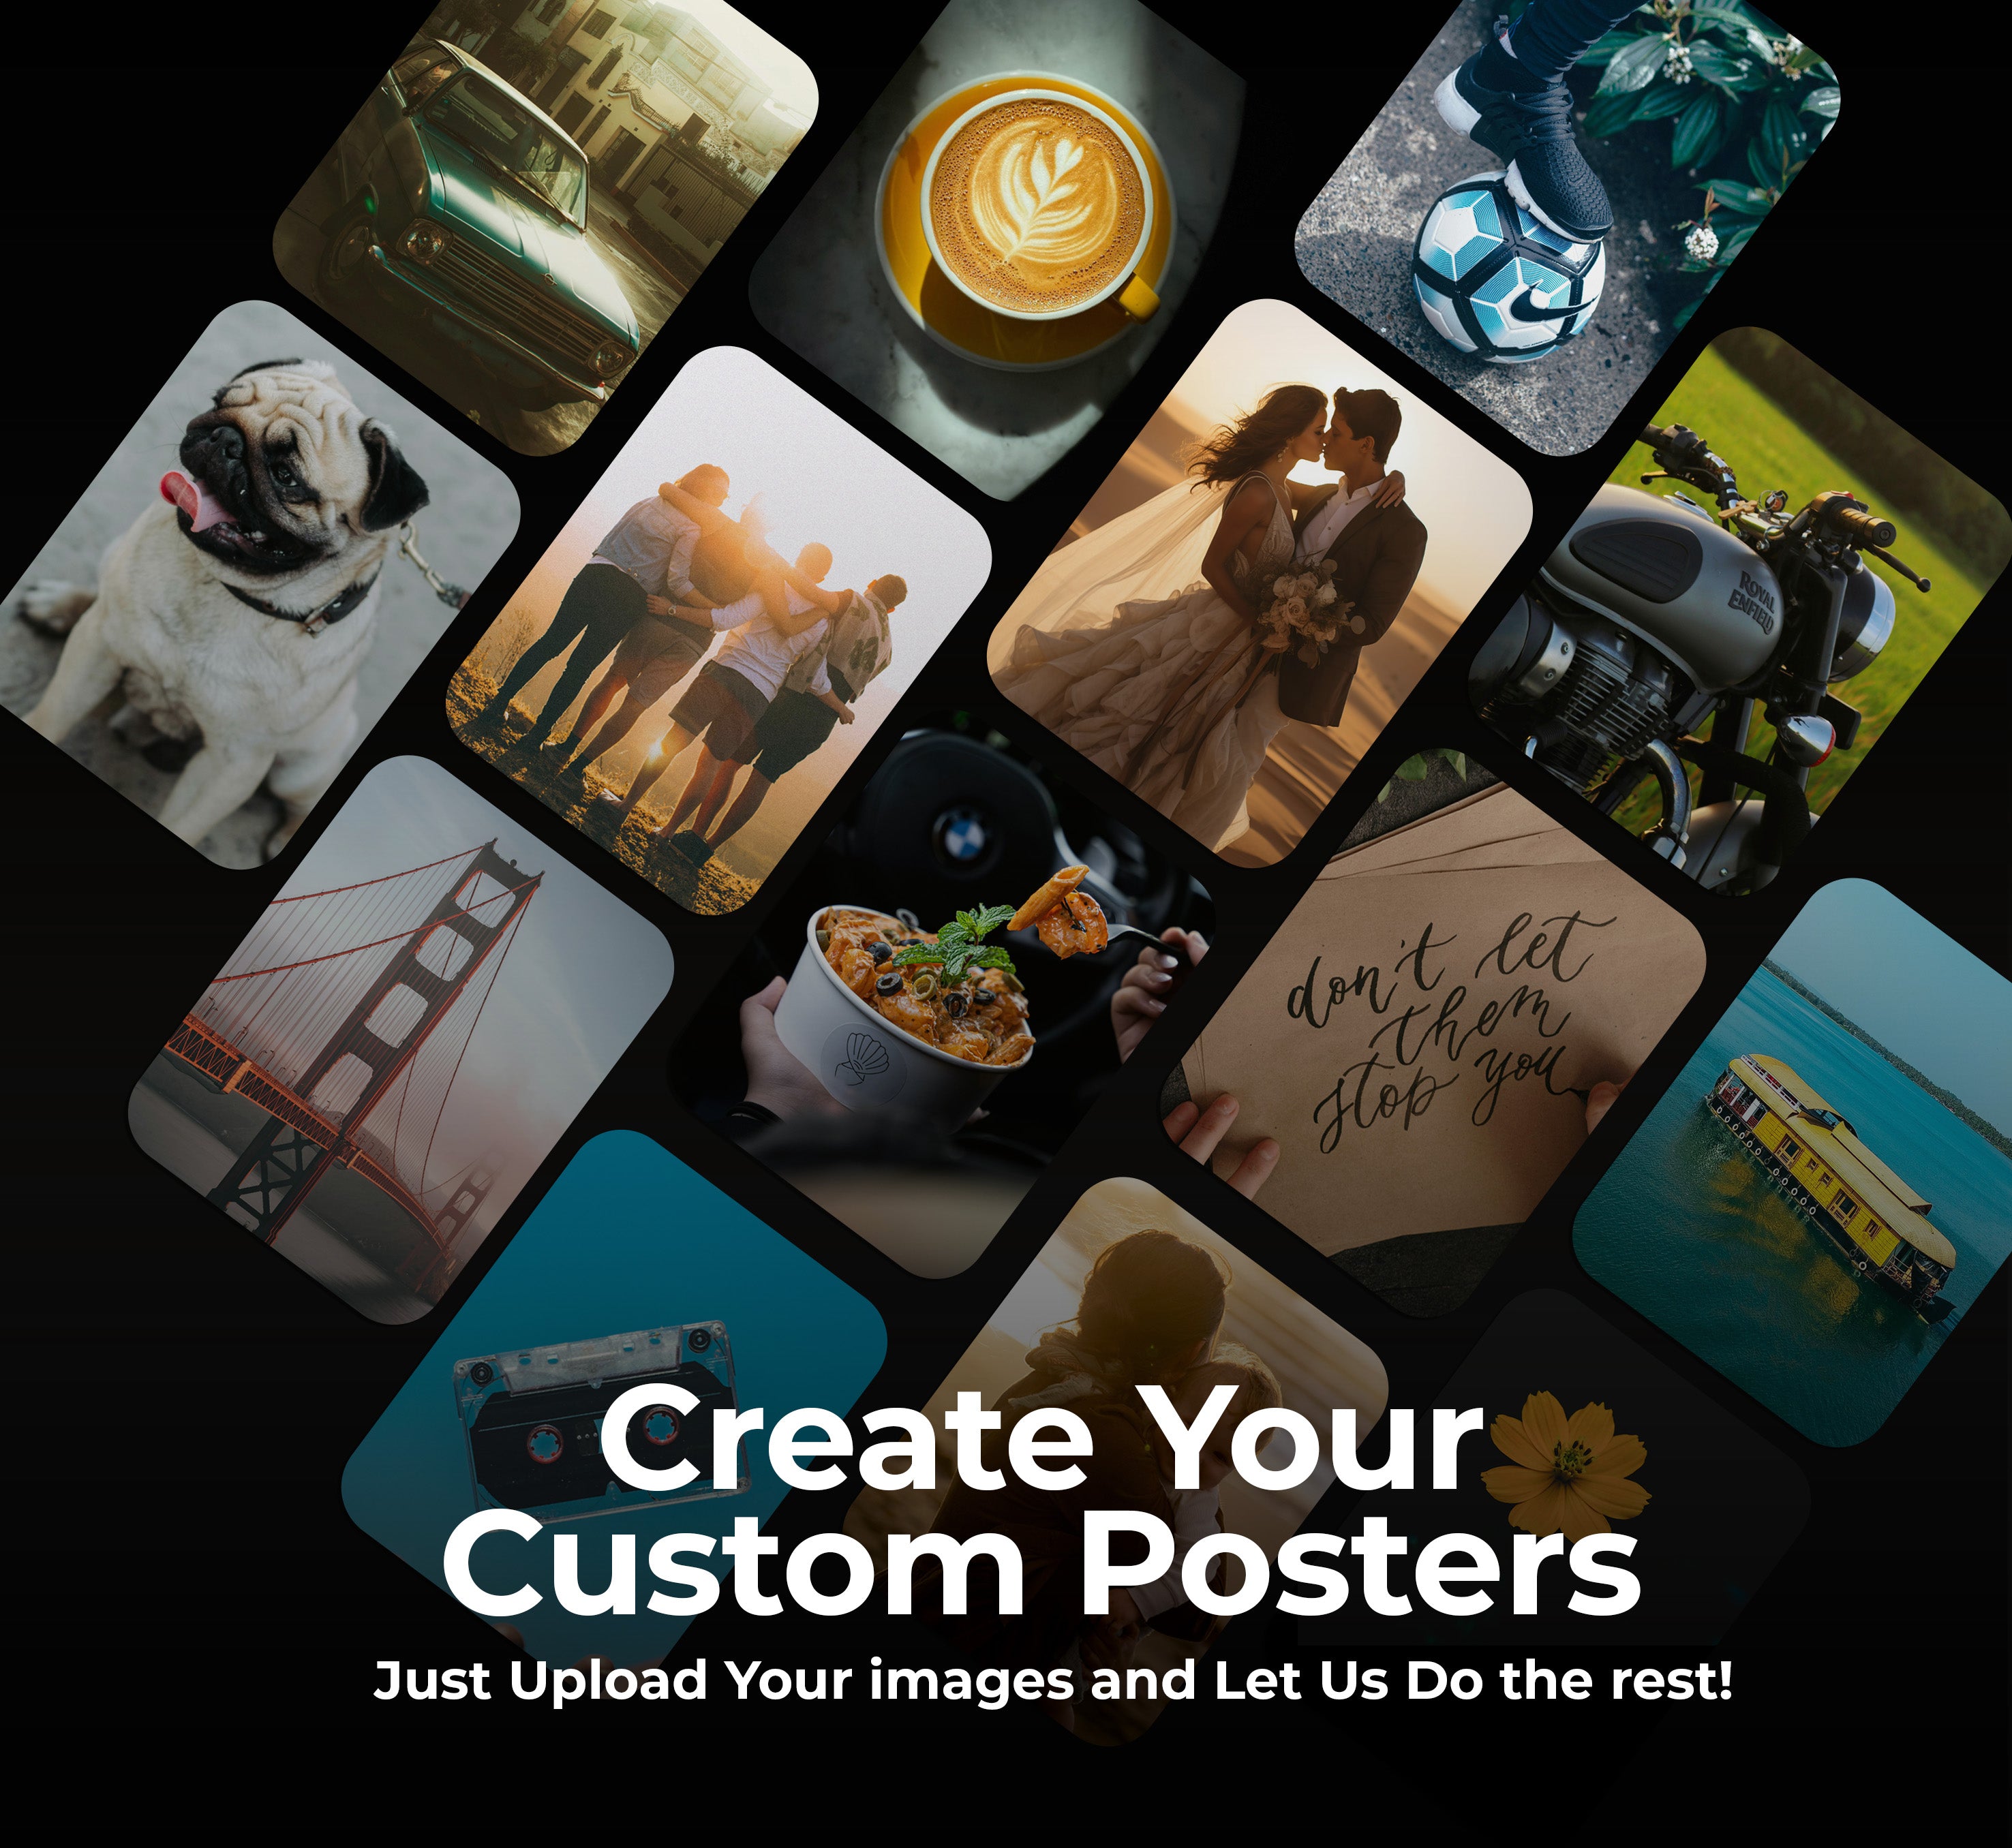 ROYAL
ENFIELD
don't let
them
stop you
Create Your
Custom Posters
Just Upload Your images and Let Us Do the rest!